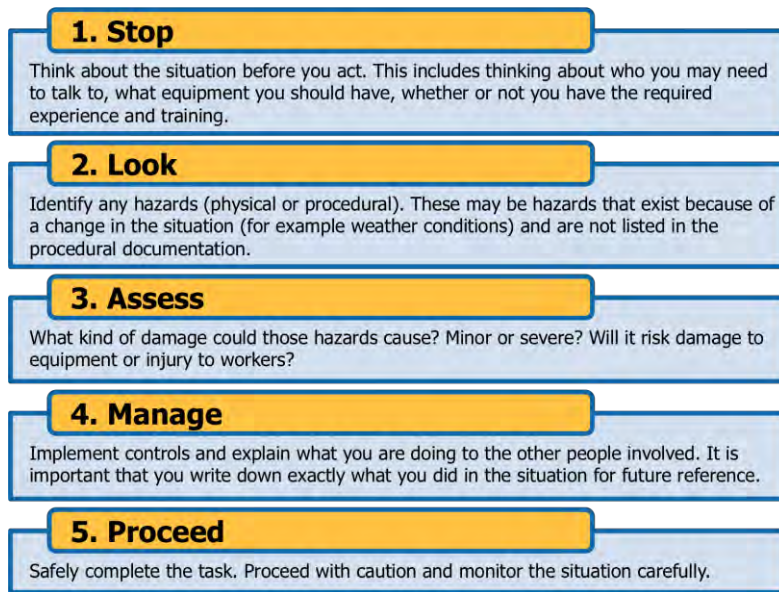 1. Stop
Think about the situation before you act. This includes thinking about who you may need
to talk to, what equipment you should have, whether or not you have the required
experience and training.
2. Look
Identify any hazards (physical or procedural). These may be hazards that exist because of
a change in the situation (for example weather conditions) and are not listed in the
procedural documentation.
3. Assess
What kind of damage could those hazards cause? Minor or severe? Will it risk damage to
equipment or injury to workers?
4. Manage
Implement controls and explain what you are doing to the other people involved. It is
important that you write down exactly what you did in the situation for future reference.
5. Proceed
Safely complete the task. Proceed with caution and monitor the situation carefully.